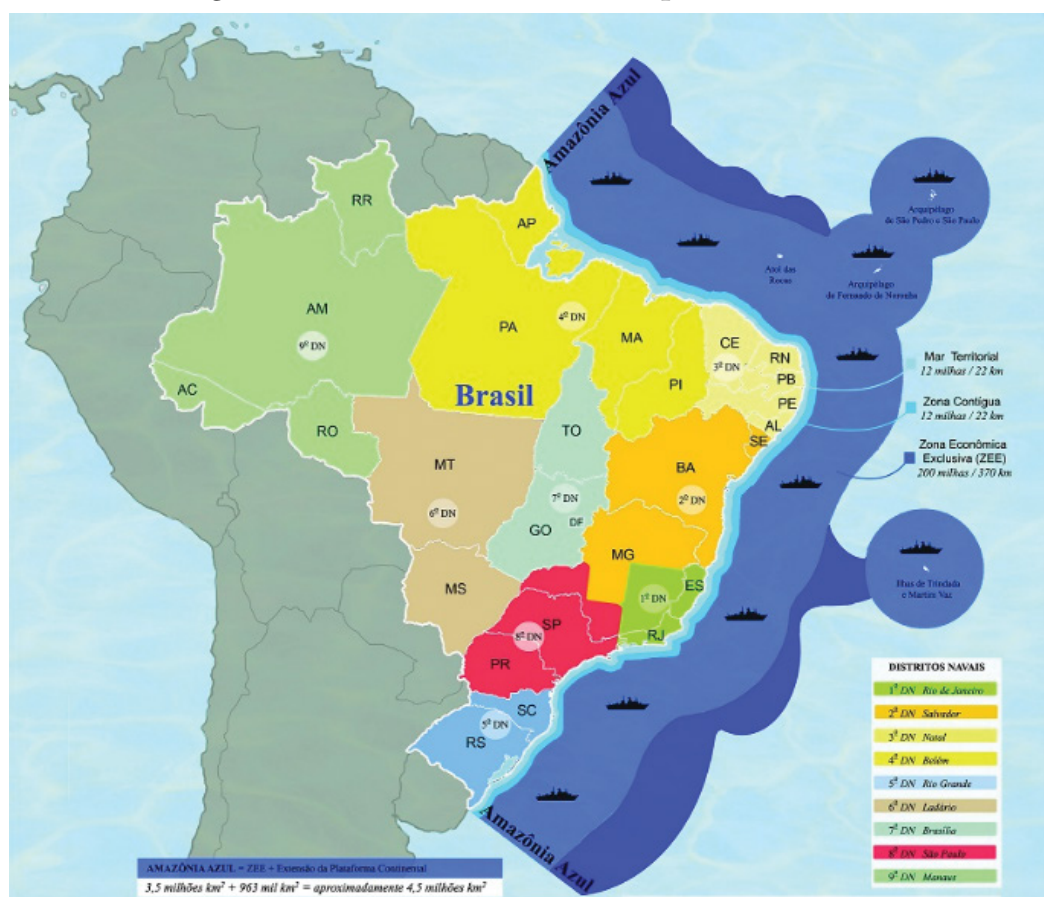 Amazônia Azul
RR
AP
AM
9º DN
PA
4º DN
MA
CE
3º DN
RN
PB
PE
AL
SE
PI
AC
RO
Brasil
TO
MT
6º DN
BA
2º DN
7º DN
GO
DF
MG
MS
ES
1º DN
RJ
SP
8º DN
PR
SC
5º DN
RS
Arquipélago
de São Pedro e São Paulo
Atol das
Rocas
Arquipélago
de Fernando de Noronha
Mar Territorial
12 milhas / 22 km
Zona Contígua
12 milhas / 22 km
Zona Econômica
Exclusiva (ZEE)
200 milhas / 370 km
Ilhas de Trindada
e Martim Vaz
Amazônia Azul
DISTRITOS NAVAIS
1º DN Rio de Janeiro
2º DN Salvador
3º DN Natal
4º DN Belém
5º DN Rio Grande
6º DN Ladário
7º DN Brasília
8º DN São Paulo
9º DN Manaus
AMAZÔNIA AZUL = ZEE + Extensão da Plataforma Continental
3,5 milhões km² + 963 mil km² = aproximadamente 4,5 milhões km²